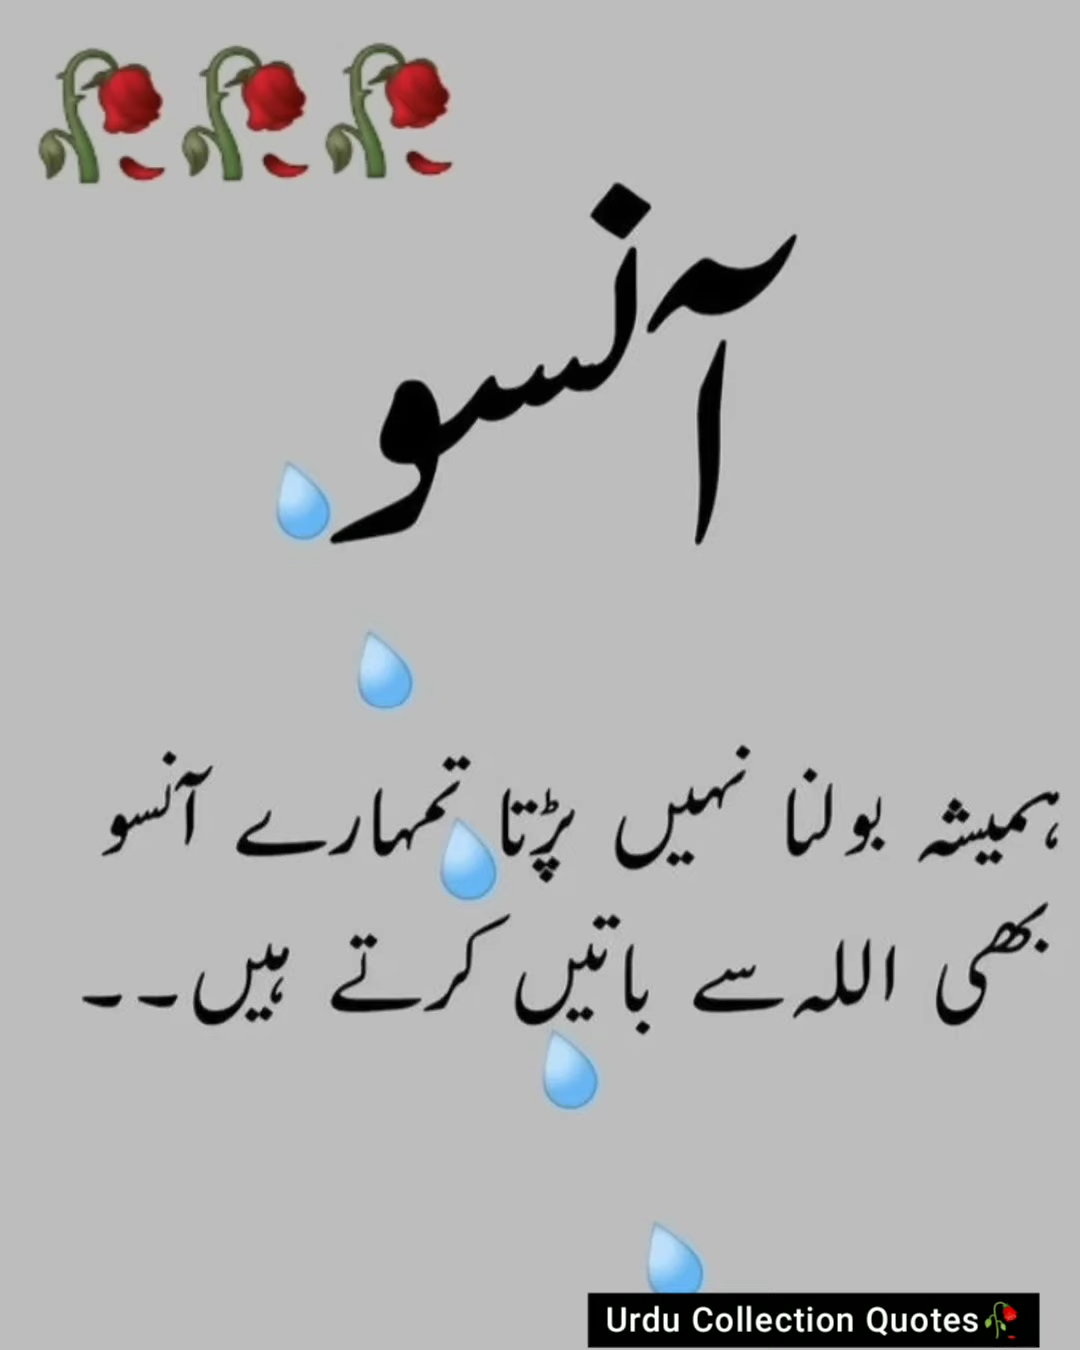 آنسو
ہمیشہ بولنا نہیں پڑتا تمہارے آنسو
بھی اللہ سے باتیں کرتے ہیں۔۔
Urdu Collection Quotes🥀